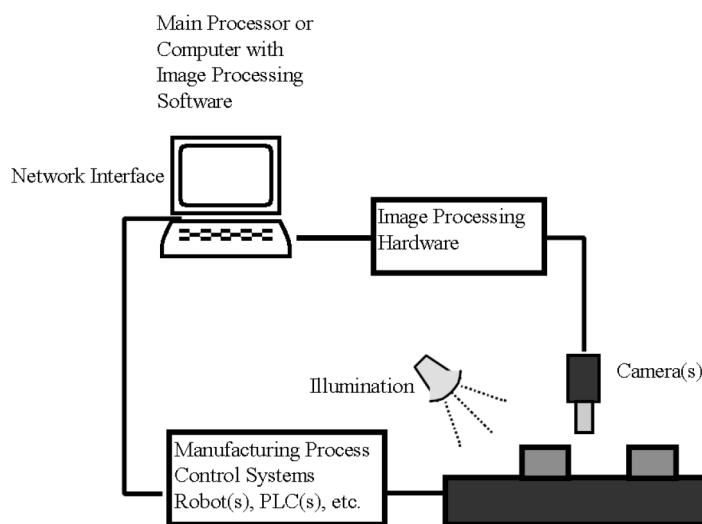 Main Processor or
Computer with
Image Processing
Software
Network Interface
Image Processing
Hardware
Illumination
Camera(s)
Manufacturing Process
Control Systems
Robot(s), PLC(s), etc.